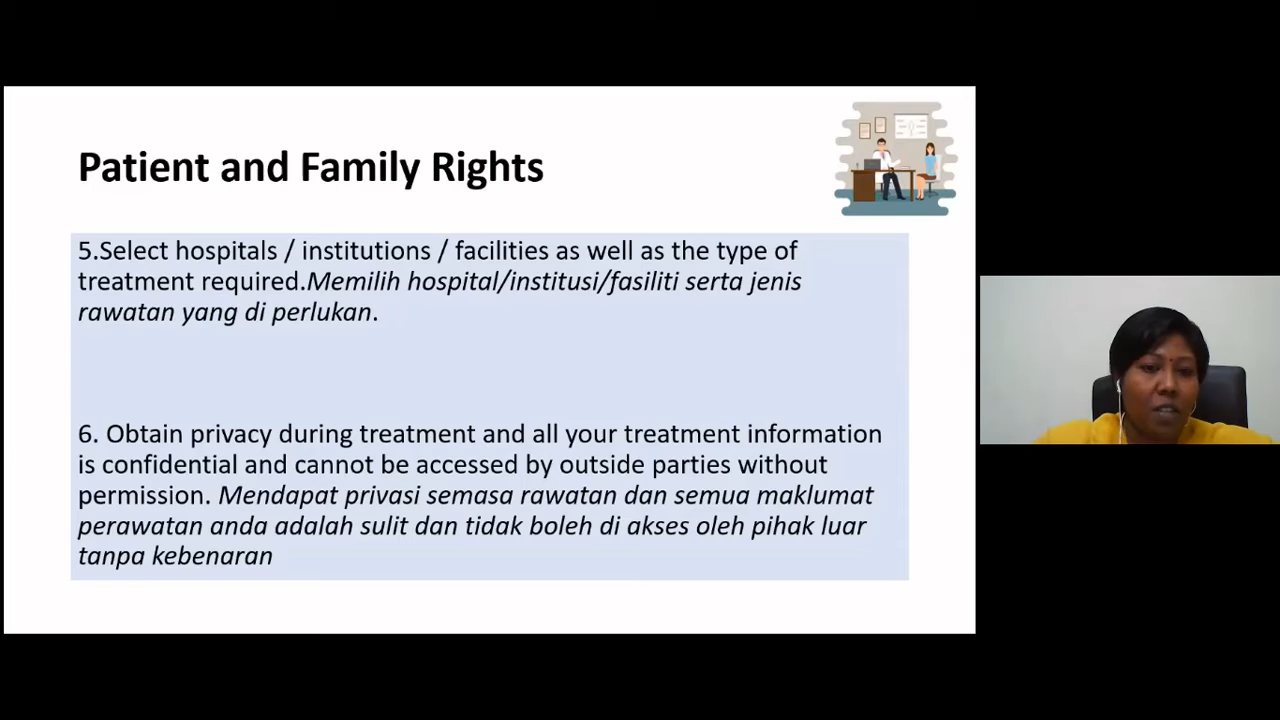 Patient and Family Rights
5.Select hospitals / institutions / facilities as well as the type of
treatment required.Memilih hospital/institusi/fasiliti serta jenis
rawatan yang di perlukan.
6. Obtain privacy during treatment and all your treatment information
is confidential and cannot be accessed by outside parties without
permission. Mendapat privasi semasa rawatan dan semua maklumat
perawatan anda adalah sulit dan tidak boleh di akses oleh pihak luar
tanpa kebenaran